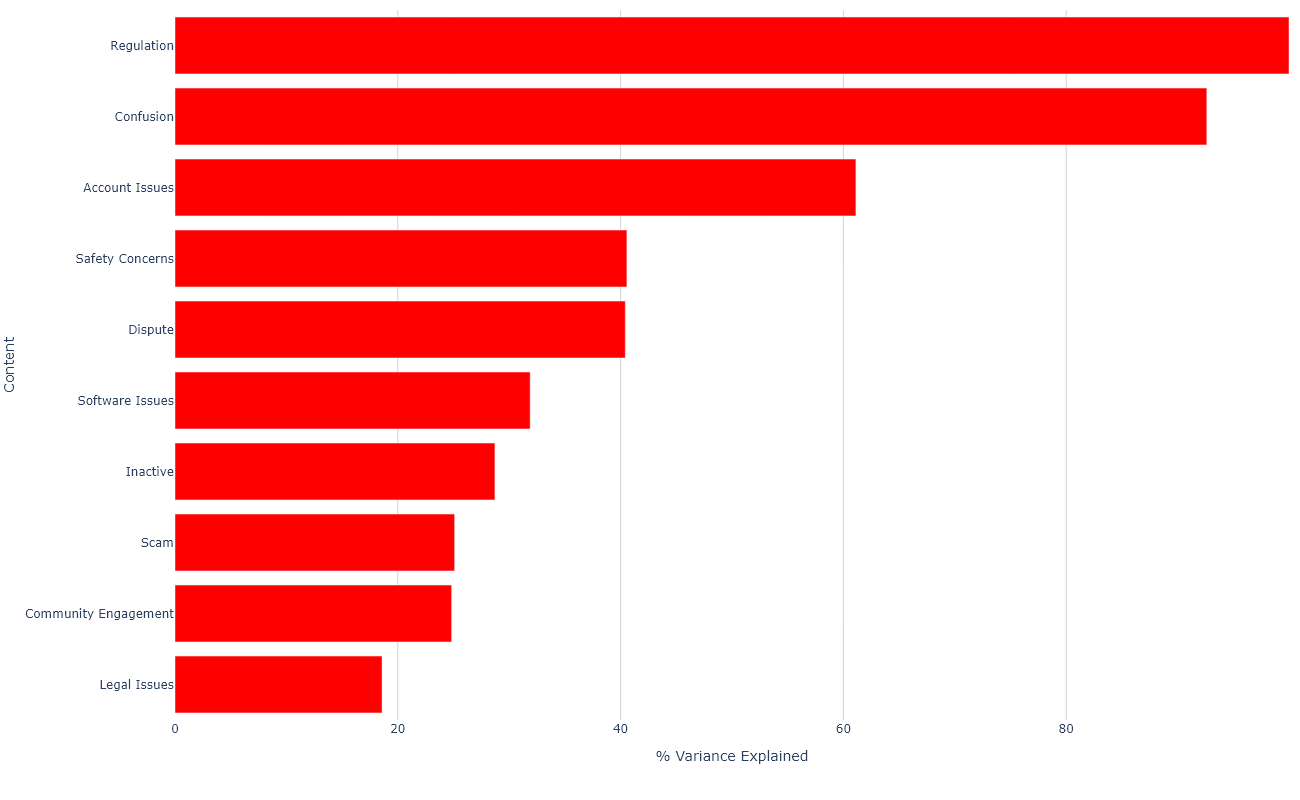 Content
Regulation
Confusion
Account Issues
Safety Concerns
Dispute
Software Issues
Inactive
Scam
Community Engagement
Legal Issues
0 20 40 60 80
% Variance Explained